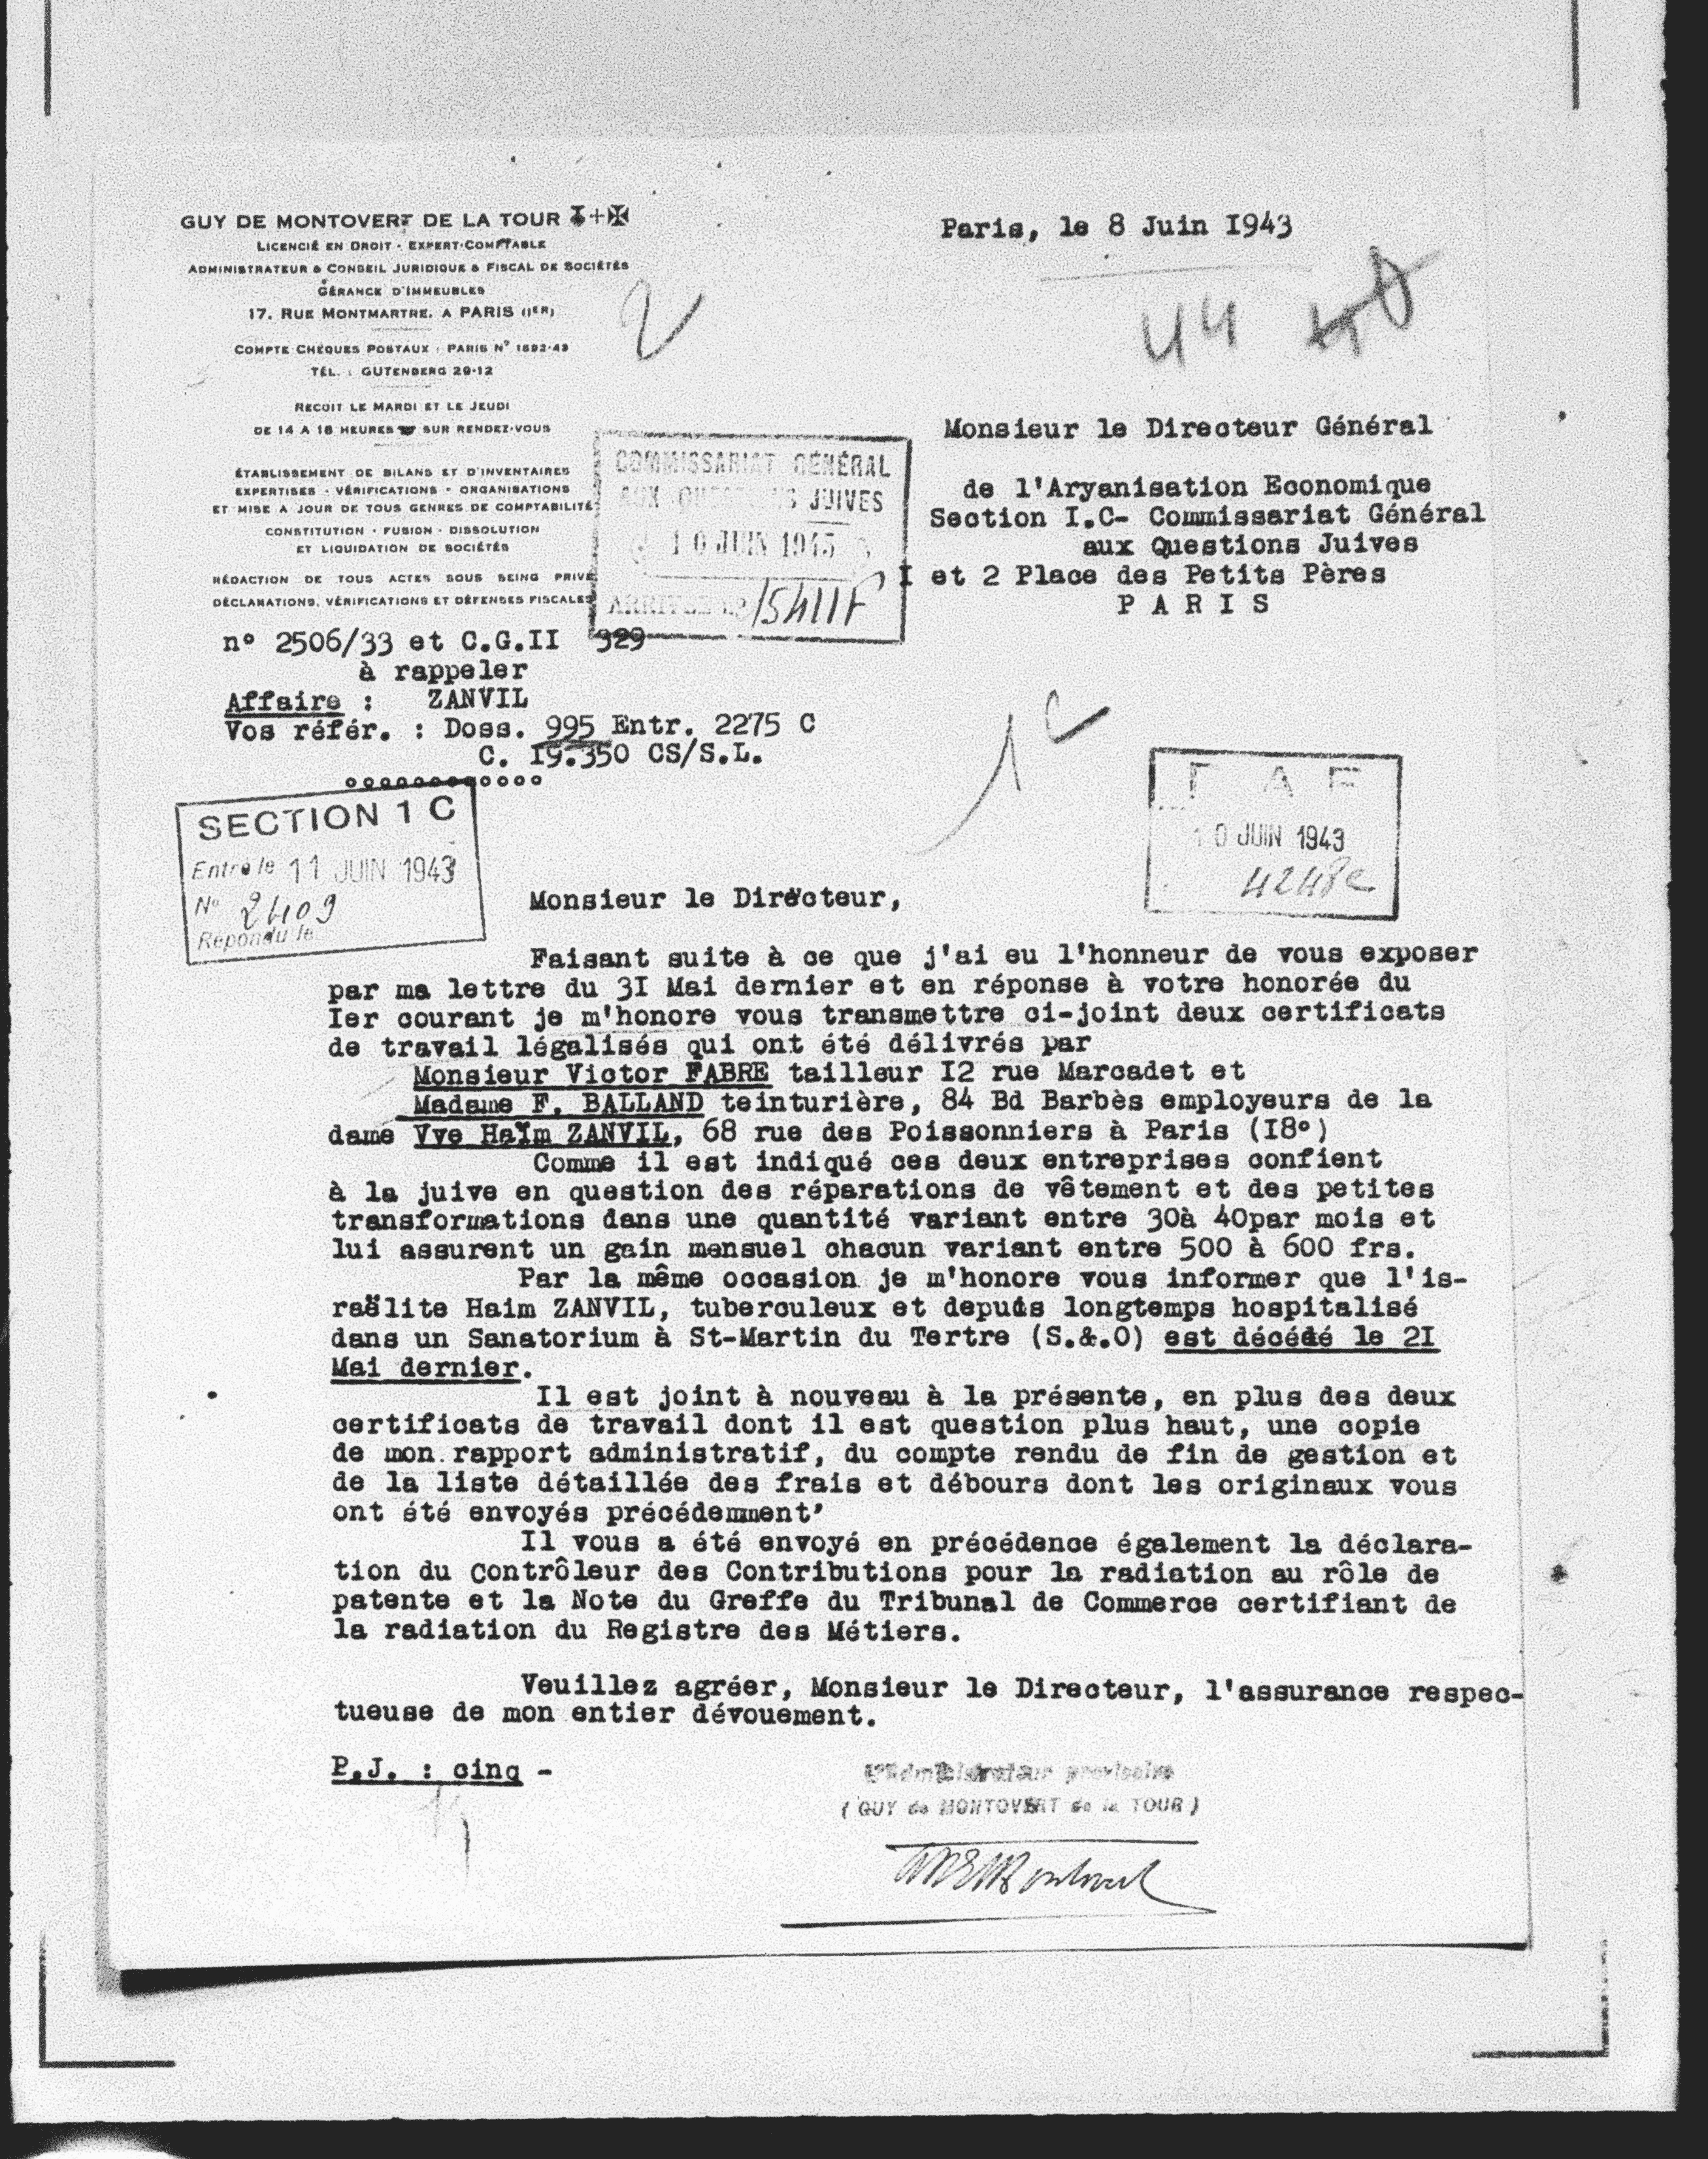 GUY DE MONTOVERT DE LA TOUR
LICENCIÉ EN DROIT - EXPERT-COMPTABLE
ADMINISTRATEUR & CONSEIL JURIDIQUE & FISCAL DE SOCIÉTÉS
GÉRANCE D'IMMEUBLES
17, RUE MONTMARTRE, A PARIS (IER)
COMPTE CHÈQUES POSTAUX : PARIS N° 1692-43
TÉL. : GUTENBERG 29-12
REÇOIT LE MARDI ET LE JEUDI
DE 14 A 18 HEURES SUR RENDEZ-VOUS
ÉTABLISSEMENT DE BILANS ET D'INVENTAIRES
EXPERTISES - VÉRIFICATIONS - ORGANISATIONS
ET MISE A JOUR DE TOUS GENRES DE COMPTABILITÉ
CONSTITUTION - FUSION - DISSOLUTION
ET LIQUIDATION DE SOCIÉTÉS
RÉDACTION DE TOUS ACTES SOUS SEING PRIVÉ
DÉCLARATIONS, VÉRIFICATIONS ET DÉFENSES FISCALES
Paris, le 8 Juin I943
44
Monsieur le Directeur Général
de l'Aryanisation Economique
Section I.C- Commissariat Général
aux Questions Juives
I et 2 Place des Petits Pères
P A R I S
COMMISSARIAT GÉNÉRAL
AUX QUESTIONS JUIVES
10 JUIN 1943
ARRIVÉE
n° 2506/33 et C.G.II 929
à rappeler
Affaire : ZANVIL
Vos référ. : Doss. 995 Entr. 2275 C
C. I9.350 CS/S.L.
°°°°°°°°°°°°°
1 C
SECTION 1 C
Entré le 11 JUIN 1943
N° 2409
Répondu le
10 JUIN 1943
Monsieur le Directeur,
Faisant suite à ce que j'ai eu l'honneur de vous exposer
par ma lettre du 3I Mai dernier et en réponse à votre honorée du
Ier courant je m'honore vous transmettre ci-joint deux certificats
de travail légalisés qui ont été délivrés par
Monsieur Victor FABRE tailleur I2 rue Marcadet et
Madame F. BALLAND teinturière, 84 Bd Barbès employeurs de la
dame Vve Haïm ZANVIL, 68 rue des Poissonniers à Paris (I8°)
Comme il est indiqué ces deux entreprises confient
à la juive en question des réparations de vêtement et des petites
transformations dans une quantité variant entre 30à 40par mois et
lui assurent un gain mensuel chacun variant entre 500 à 600 frs.
Par la même occasion je m'honore vous informer que l'is-
raëlite Haim ZANVIL, tuberculeux et depuis longtemps hospitalisé
dans un Sanatorium à St-Martin du Tertre (S.&.O) est décédé le 2I
Mai dernier.
Il est joint à nouveau à la présente, en plus des deux
certificats de travail dont il est question plus haut, une copie
de mon rapport administratif, du compte rendu de fin de gestion et
de la liste détaillée des frais et débours dont les originaux vous
ont été envoyés précédemment'
Il vous a été envoyé en précédence également la déclara-
tion du contrôleur des Contributions pour la radiation au rôle de
patente et la Note du Greffe du Tribunal de Commerce certifiant de
la radiation du Registre des Métiers.
Veuillez agréer, Monsieur le Directeur, l'assurance respec-
tueuse de mon entier dévouement.
P.J. : cinq -
L'Administrateur provisoire
( GUY de MONTOVERT de la TOUR )